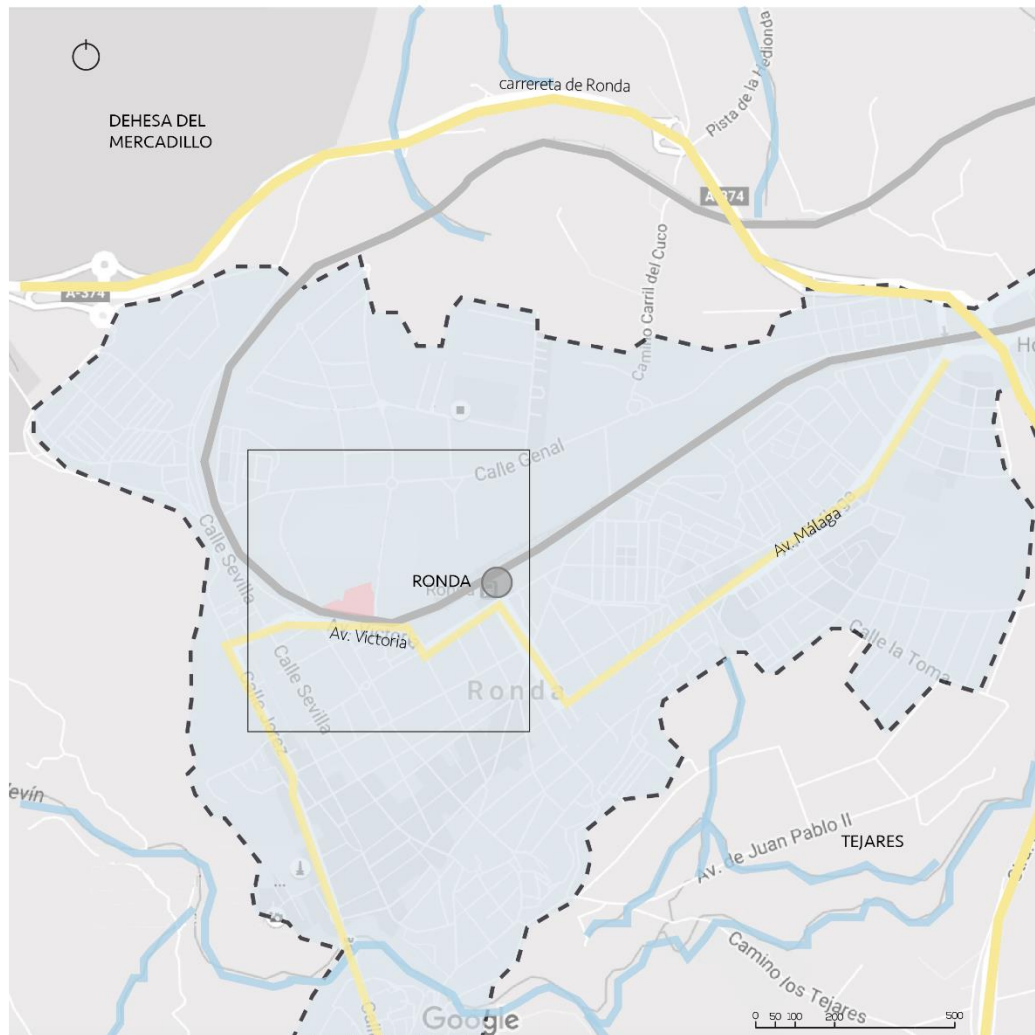 carrereta de Ronda
DEHESA DEL
MERCADILLO
Pista de la Hedionda
A-374
A-374
Camino Carril del Cuco
Calle Genal
Calle Sevilla
RONDA
Ronda
Av. Málaga
Av. Victoria
Calle Sevilla
Calle Jerez
Ronda
Calle la Toma
Av. de Juan Pablo II
TEJARES
Camino los Tejares
Google
0 50 100 200 500